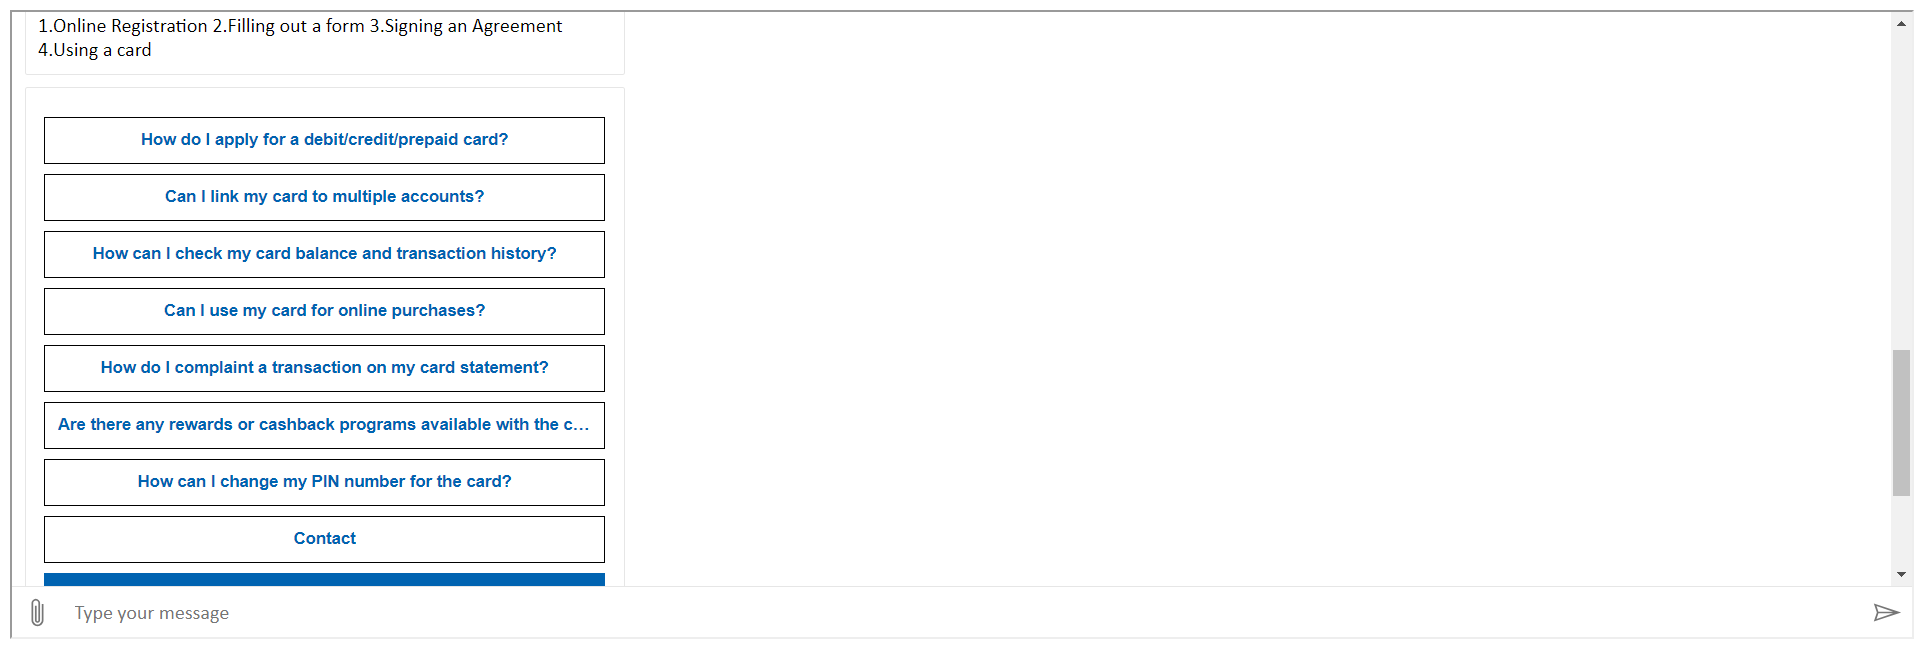 1.Online Registration 2.Filling out a form 3.Signing an Agreement
4.Using a card
How do I apply for a debit/credit/prepaid card?
Can I link my card to multiple accounts?
How can I check my card balance and transaction history?
Can I use my card for online purchases?
How do I complaint a transaction on my card statement?
Are there any rewards or cashback programs available with the c...
How can I change my PIN number for the card?
Contact
Type your message